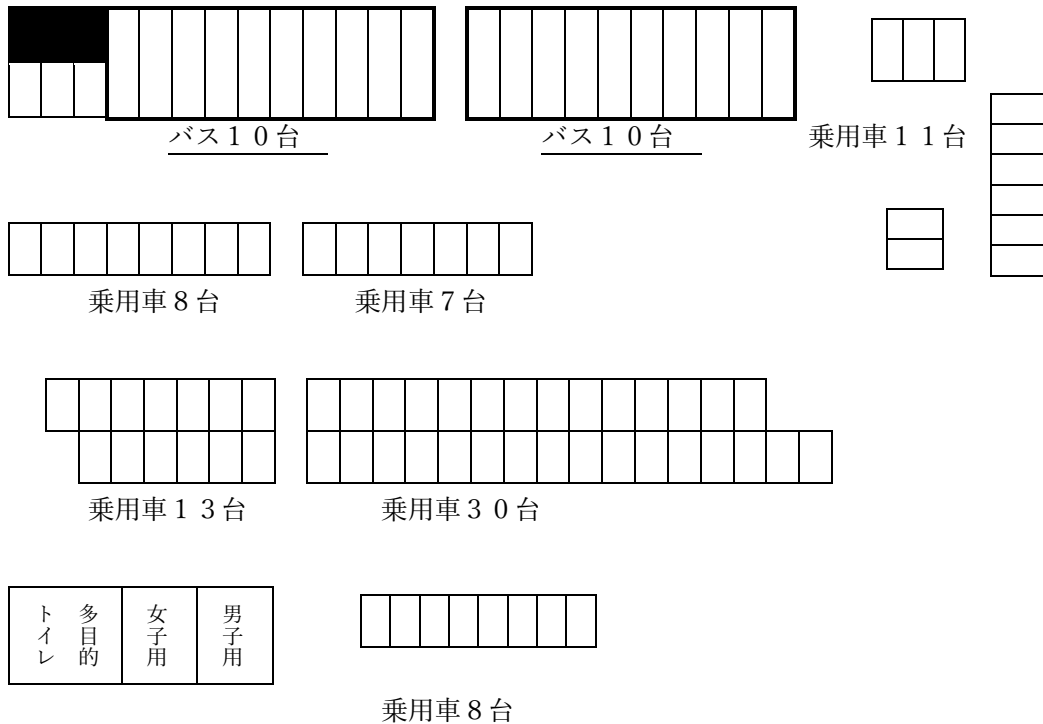 バス１０台
バス１０台
乗用車１１台
乗用車８台
乗用車７台
乗用車１３台
乗用車３０台
多目的
トイレ
女子用
男子用
乗用車８台